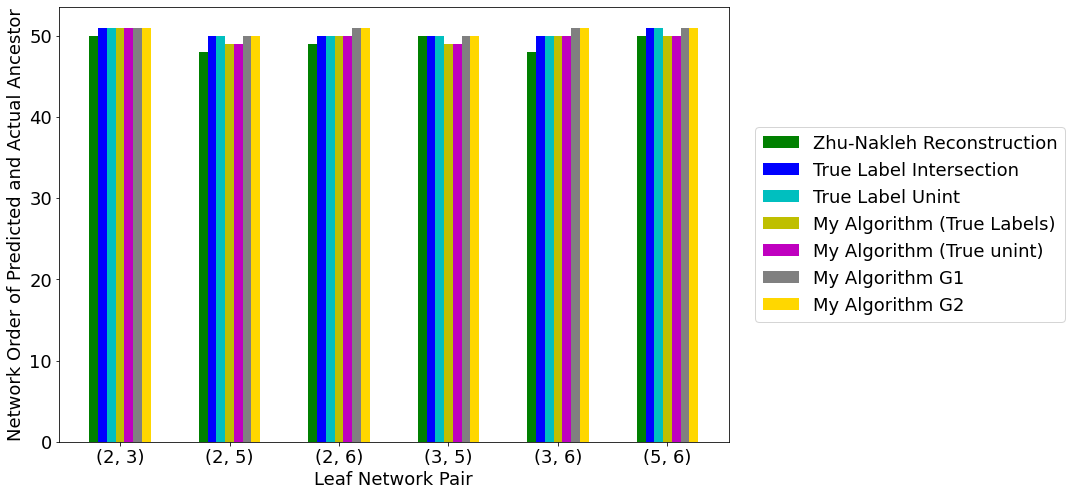 Network Order of Predicted and Actual Ancestor
50
40
30
20
10
0
(2, 3) (2, 5) (2, 6) (3, 5) (3, 6) (5, 6)
Leaf Network Pair
Zhu-Nakleh Reconstruction
True Label Intersection
True Label Unint
My Algorithm (True Labels)
My Algorithm (True unint)
My Algorithm G1
My Algorithm G2